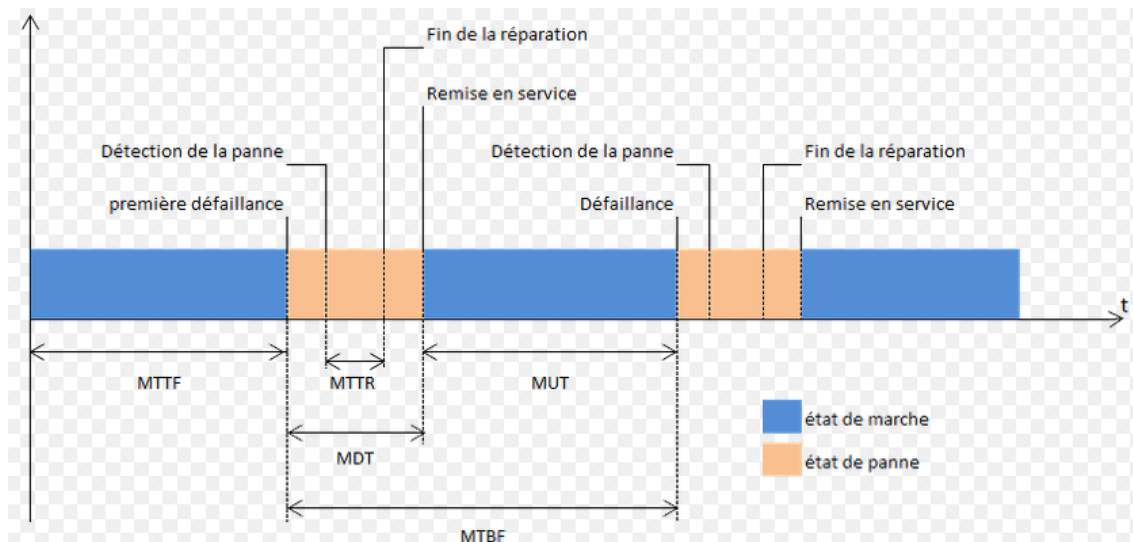 Fin de la réparation
Remise en service
Détection de la panne
Détection de la panne
Fin de la réparation
première défaillance
Défaillance
Remise en service
t
MTTF
MTTR
MUT
état de marche
MDT
état de panne
MTBF